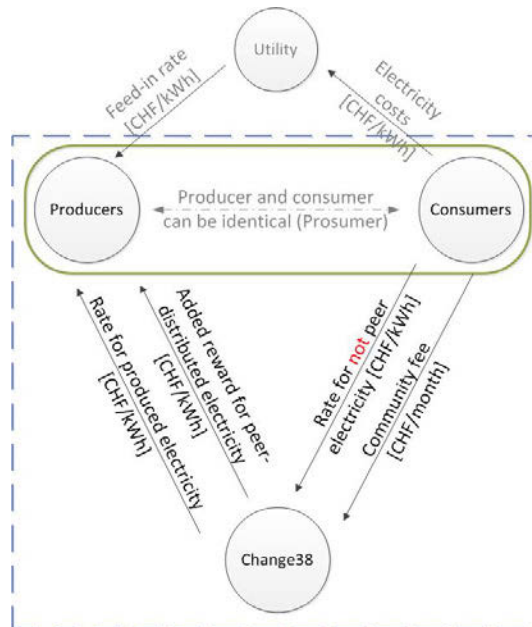 Utility
Feed-in rate
[CHF/kWh]
Electricity
costs
[CHF/kWh]
Producers
Producer and consumer
can be identical (Prosumer)
Consumers
Rate for produced electricity
[CHF/kWh]
Added reward for peer-
distributed electricity
[CHF/kWh]
Rate for not peer
electricity [CHF/kWh]
Community fee
[CHF/month]
Change38